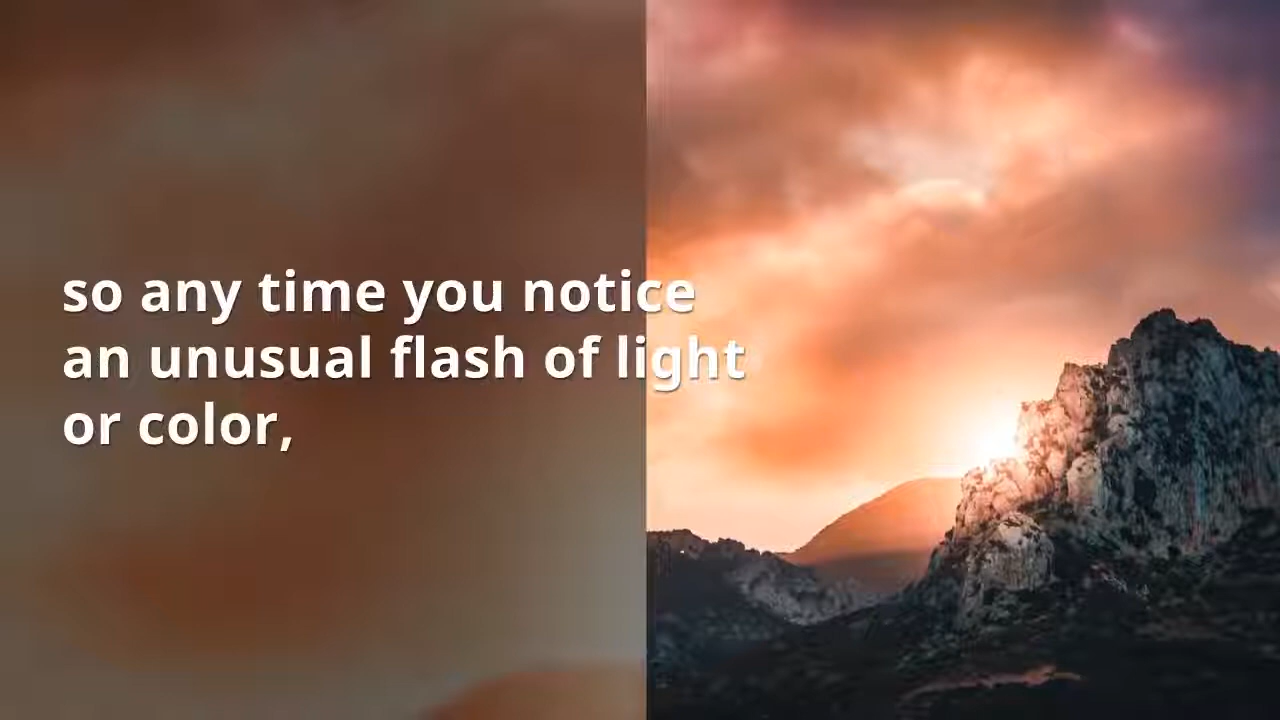 so any time you notice
an unusual flash of light
or color,